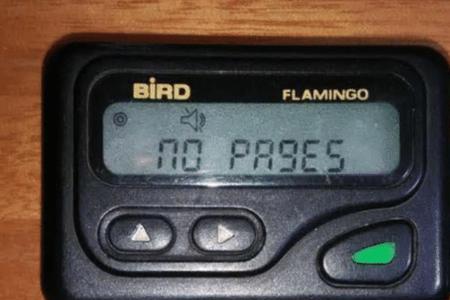 BiRD FLAMINGO
NO PAGES